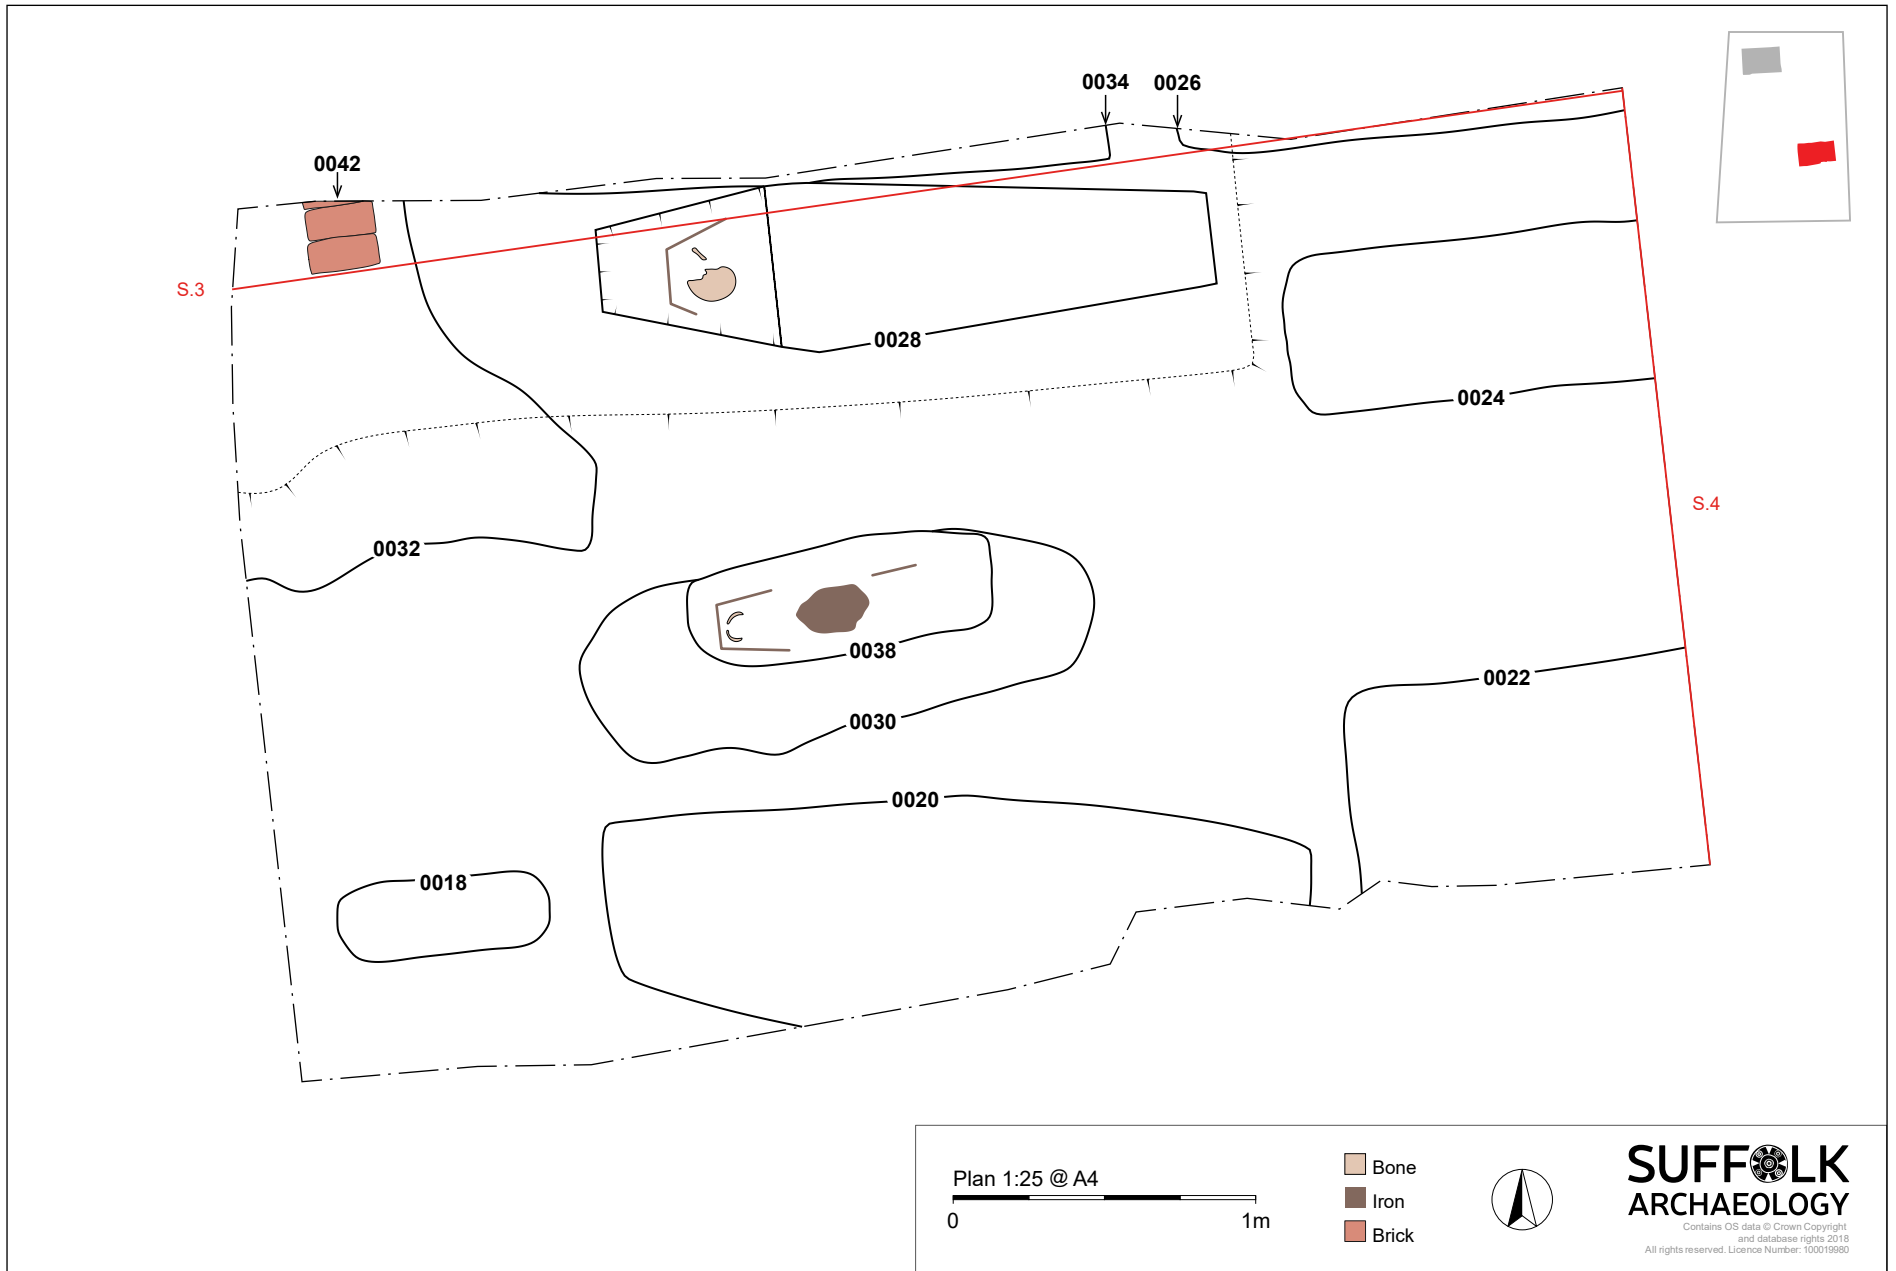 0034
0026
0042
S.3
0028
0024
S.4
0032
0038
0022
0030
0020
0018
Plan 1:25 @ A4
0
1m
Bone
Iron
Brick
SUFFOLK
ARCHAEOLOGY
Contains OS data © Crown Copyright
and database rights 2018
All rights reserved. Licence Number: 100019980